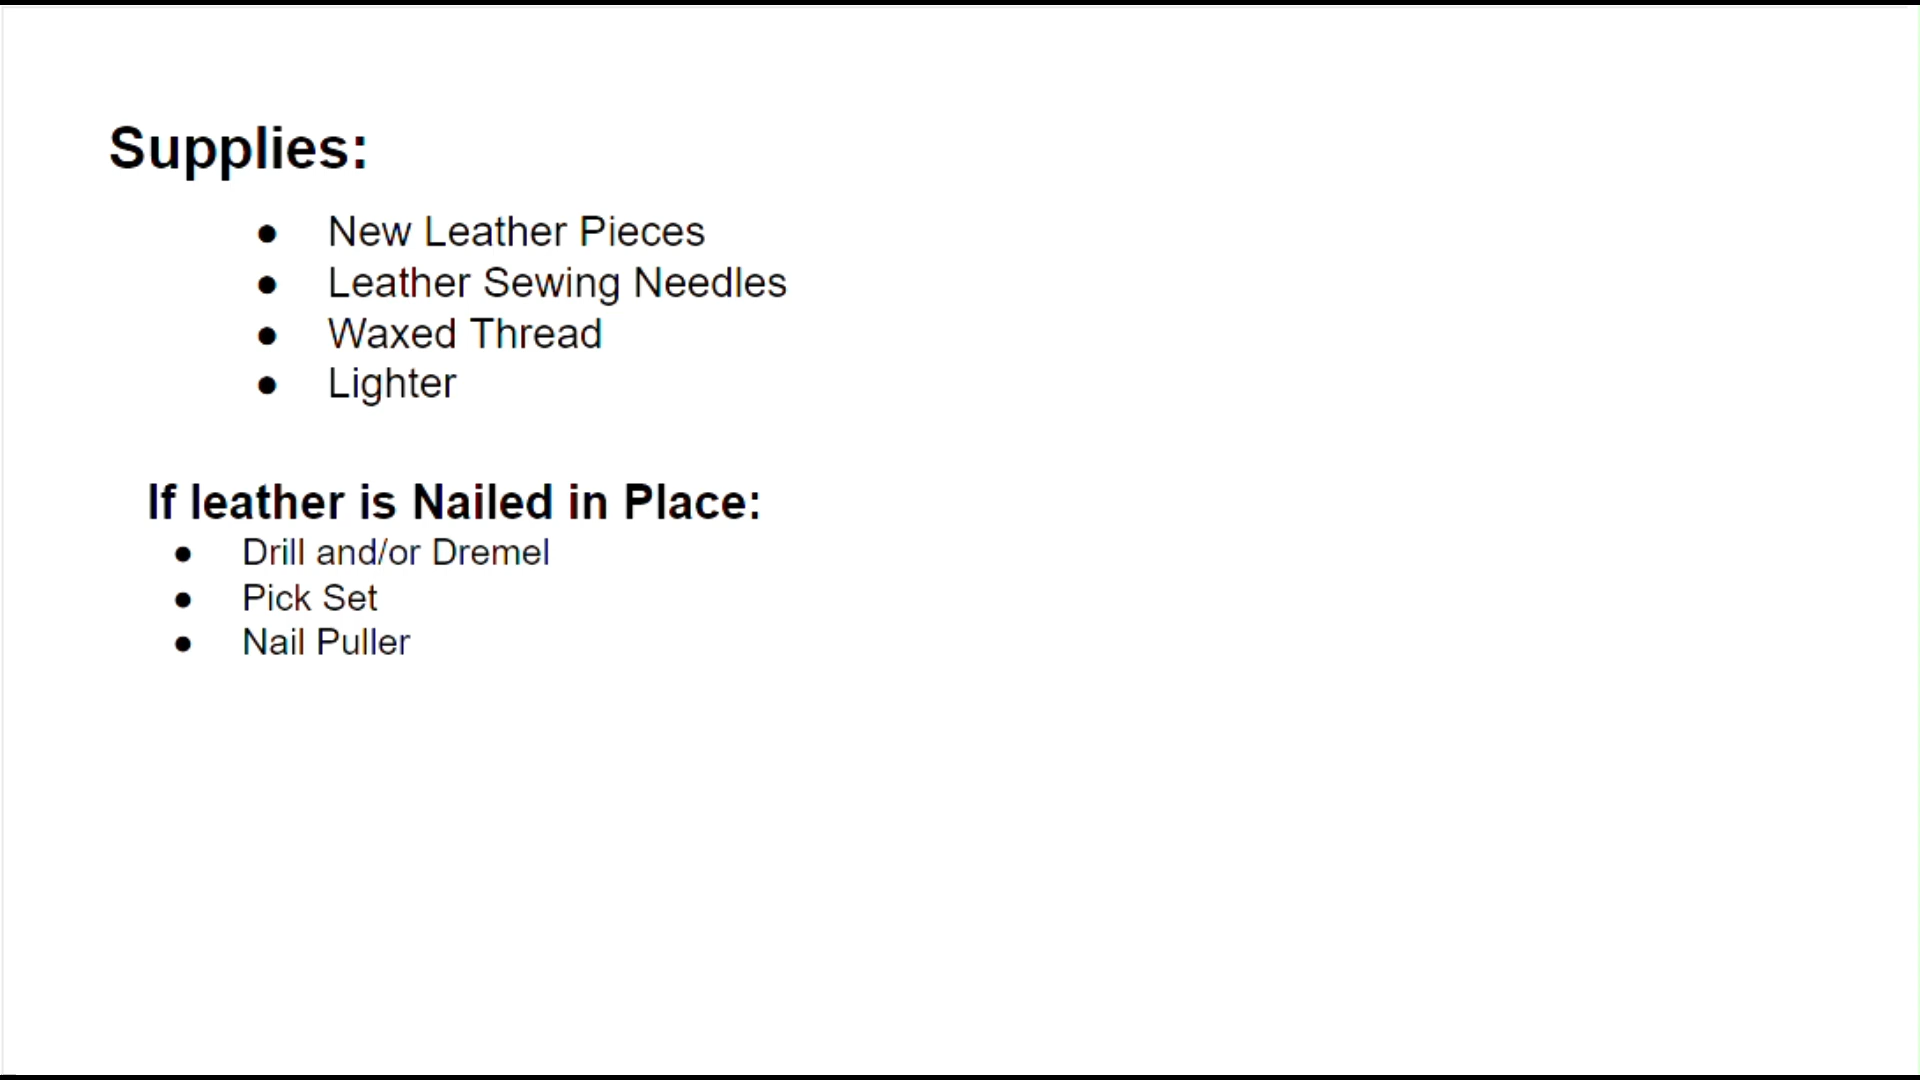 Supplies:
● New Leather Pieces
● Leather Sewing Needles
● Waxed Thread
● Lighter
If leather is Nailed in Place:
● Drill and/or Dremel
● Pick Set
● Nail Puller